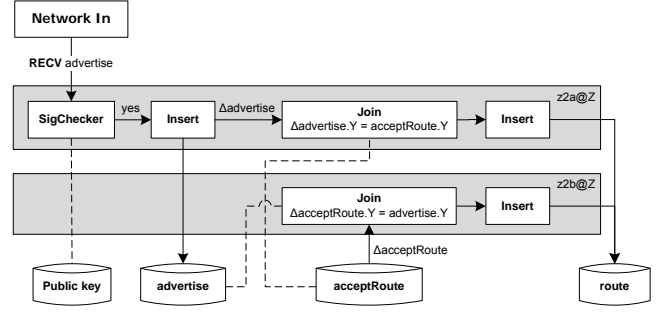 Network In
RECV advertise
z2a@Z
SigChecker
yes
Insert
Δadvertise
Join
Δadvertise.Y = acceptRoute.Y
Insert
z2b@Z
Join
ΔacceptRoute.Y = advertise.Y
Insert
ΔacceptRoute
Public key
advertise
acceptRoute
route